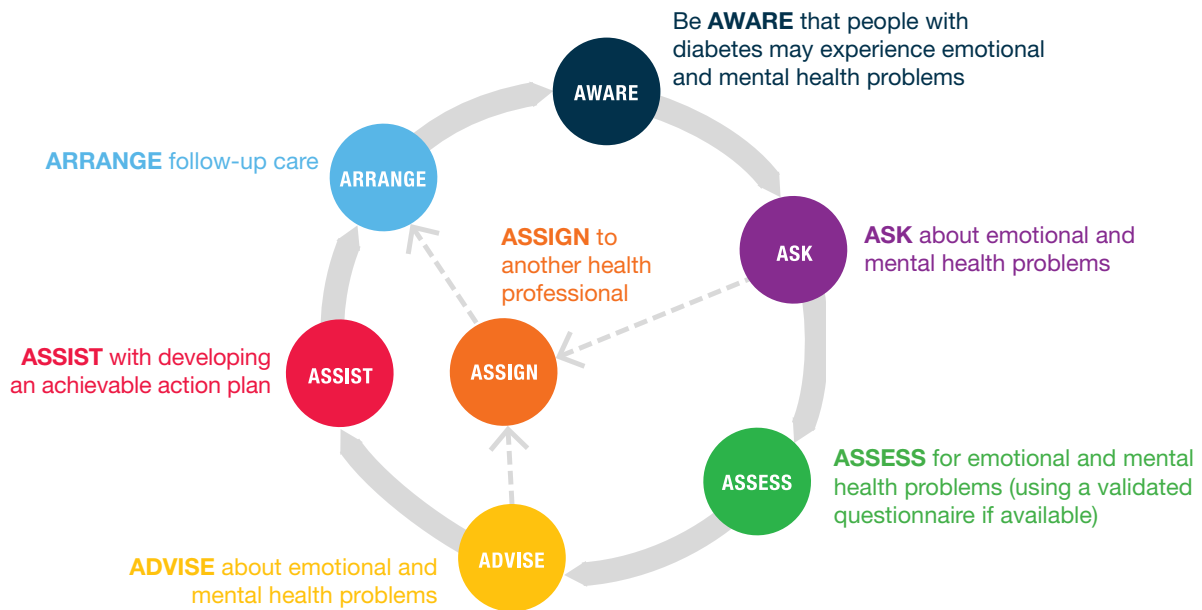 Be AWARE that people with
diabetes may experience emotional
and mental health problems
AWARE
ARRANGE follow-up care
ARRANGE
ASSIGN to
another health
professional
ASK
ASK about emotional and
mental health problems
ASSIST with developing
an achievable action plan
ASSIST
ASSIGN
ASSESS
ASSESS for emotional and mental
health problems (using a validated
questionnaire if available)
ADVISE
ADVISE about emotional and
mental health problems